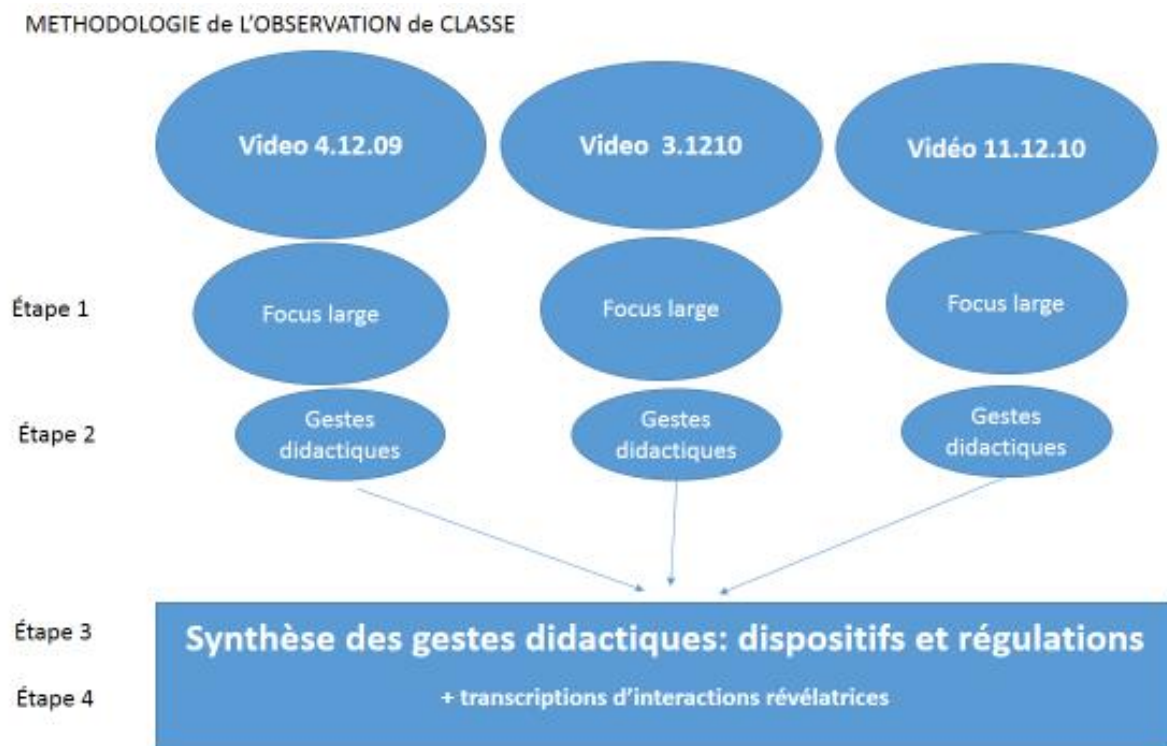 METHODOLOGIE de L'OBSERVATION de CLASSE
Video 4.12.09
Video 3.1210
Vidéo 11.12.10
Étape 1
Focus large
Focus large
Focus large
Étape 2
Gestes
didactiques
Gestes
didactiques
Gestes
didactiques
Étape 3
Synthèse des gestes didactiques: dispositifs et régulations
Étape 4
+ transcriptions d'interactions révélatrices